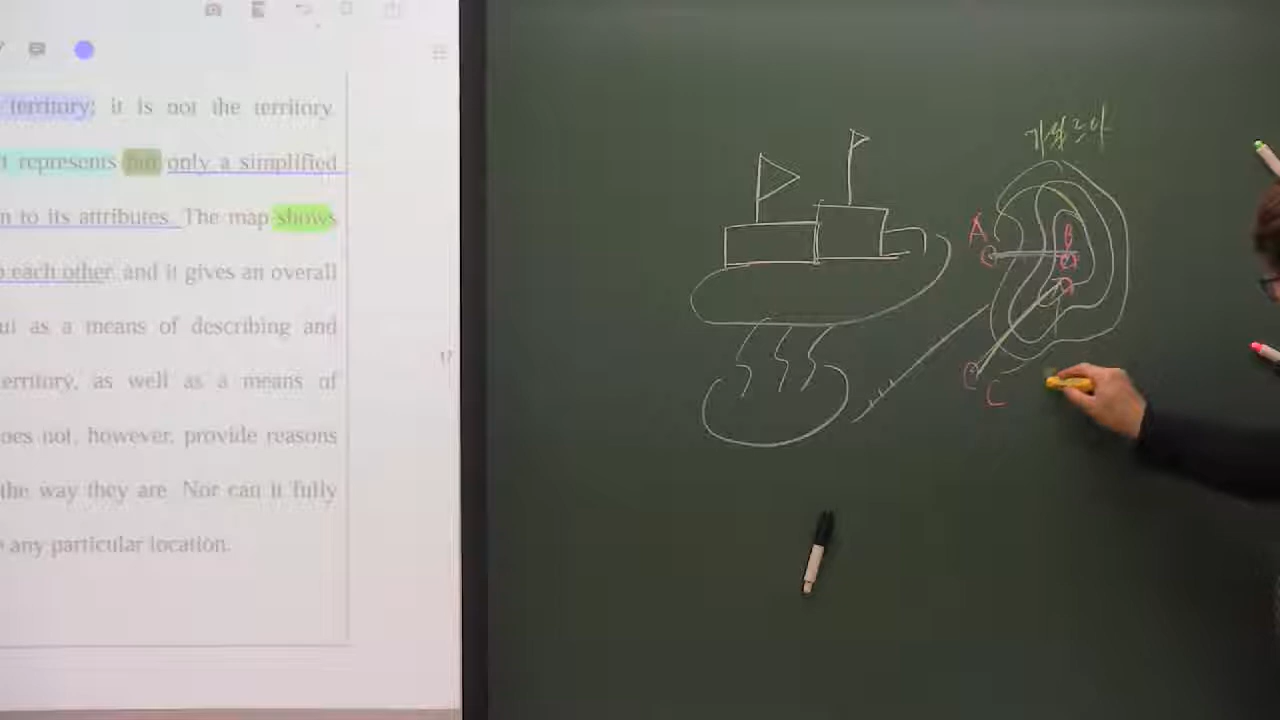 territory; it is not the territory.
represents but only a simplified
n to its attributes. The map shows
each other, and it gives an overall
as a means of describing and
territory, as well as a means of
does not, however, provide reasons
the way they are. Nor can it fully
any particular location.
17
A
B
C